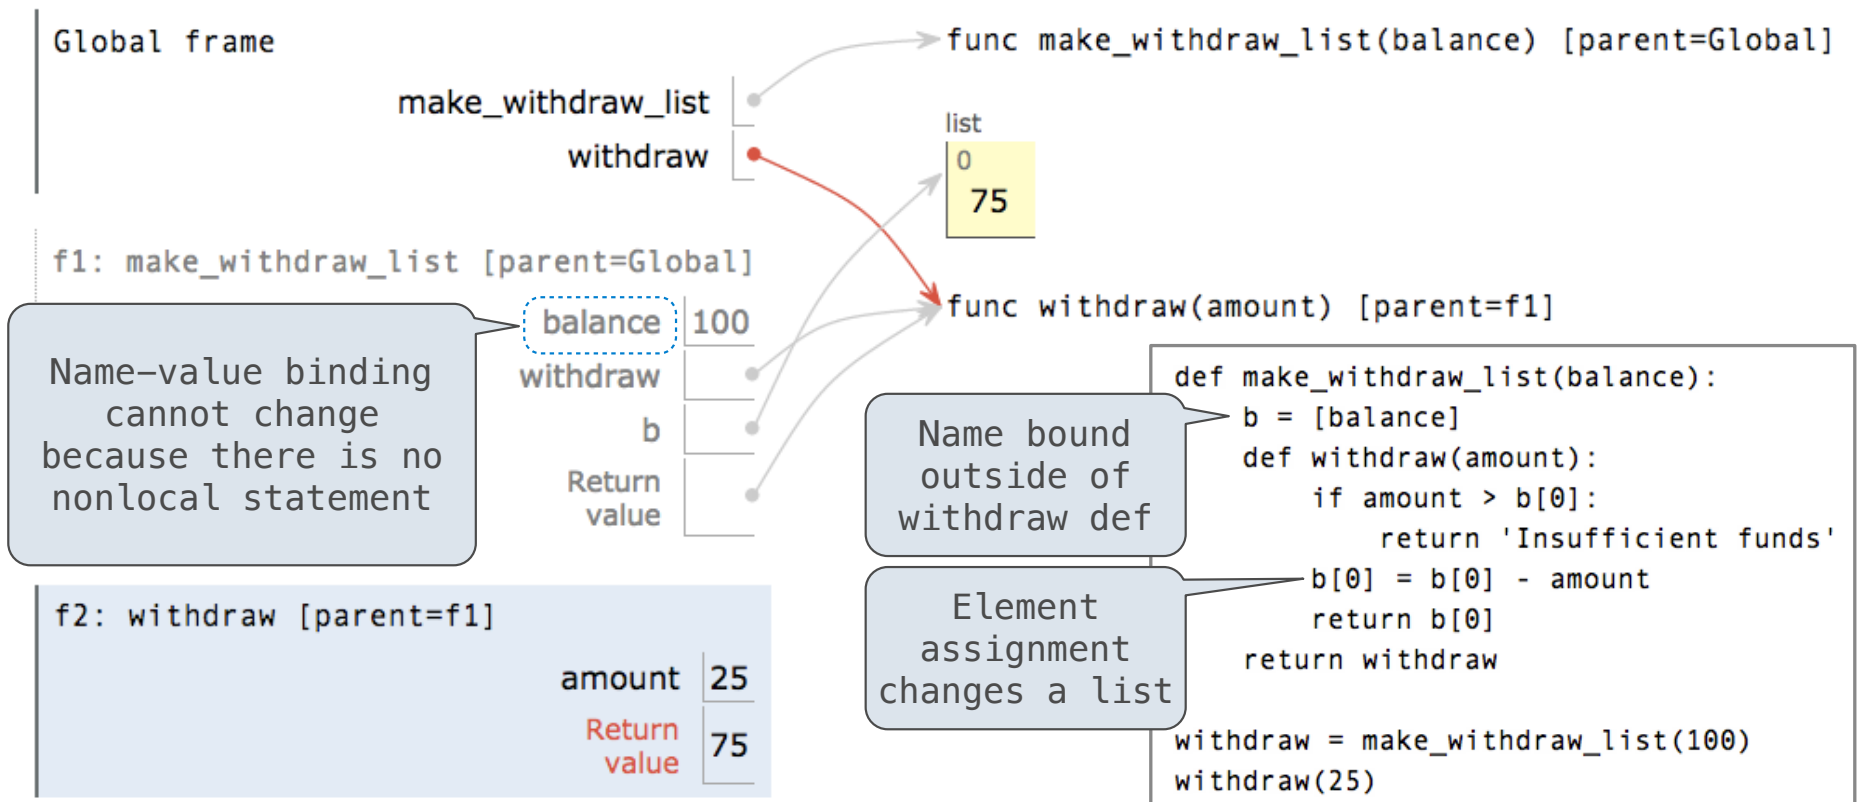 Global frame
make_withdraw_list
withdraw
func make_withdraw_list(balance) [parent=Global]
list
0
75
f1: make_withdraw_list [parent=Global]
balance 100
withdraw
b
Return
value
func withdraw(amount) [parent=f1]
Name-value binding
cannot change
because there is no
nonlocal statement
f2: withdraw [parent=f1]
amount 25
Return
value 75
Name bound
outside of
withdraw def
Element
assignment
changes a list
def make_withdraw_list(balance):
    b = [balance]
    def withdraw(amount):
        if amount > b[0]:
            return 'Insufficient funds'
        b[0] = b[0] - amount
        return b[0]
    return withdraw
withdraw = make_withdraw_list(100)
withdraw(25)